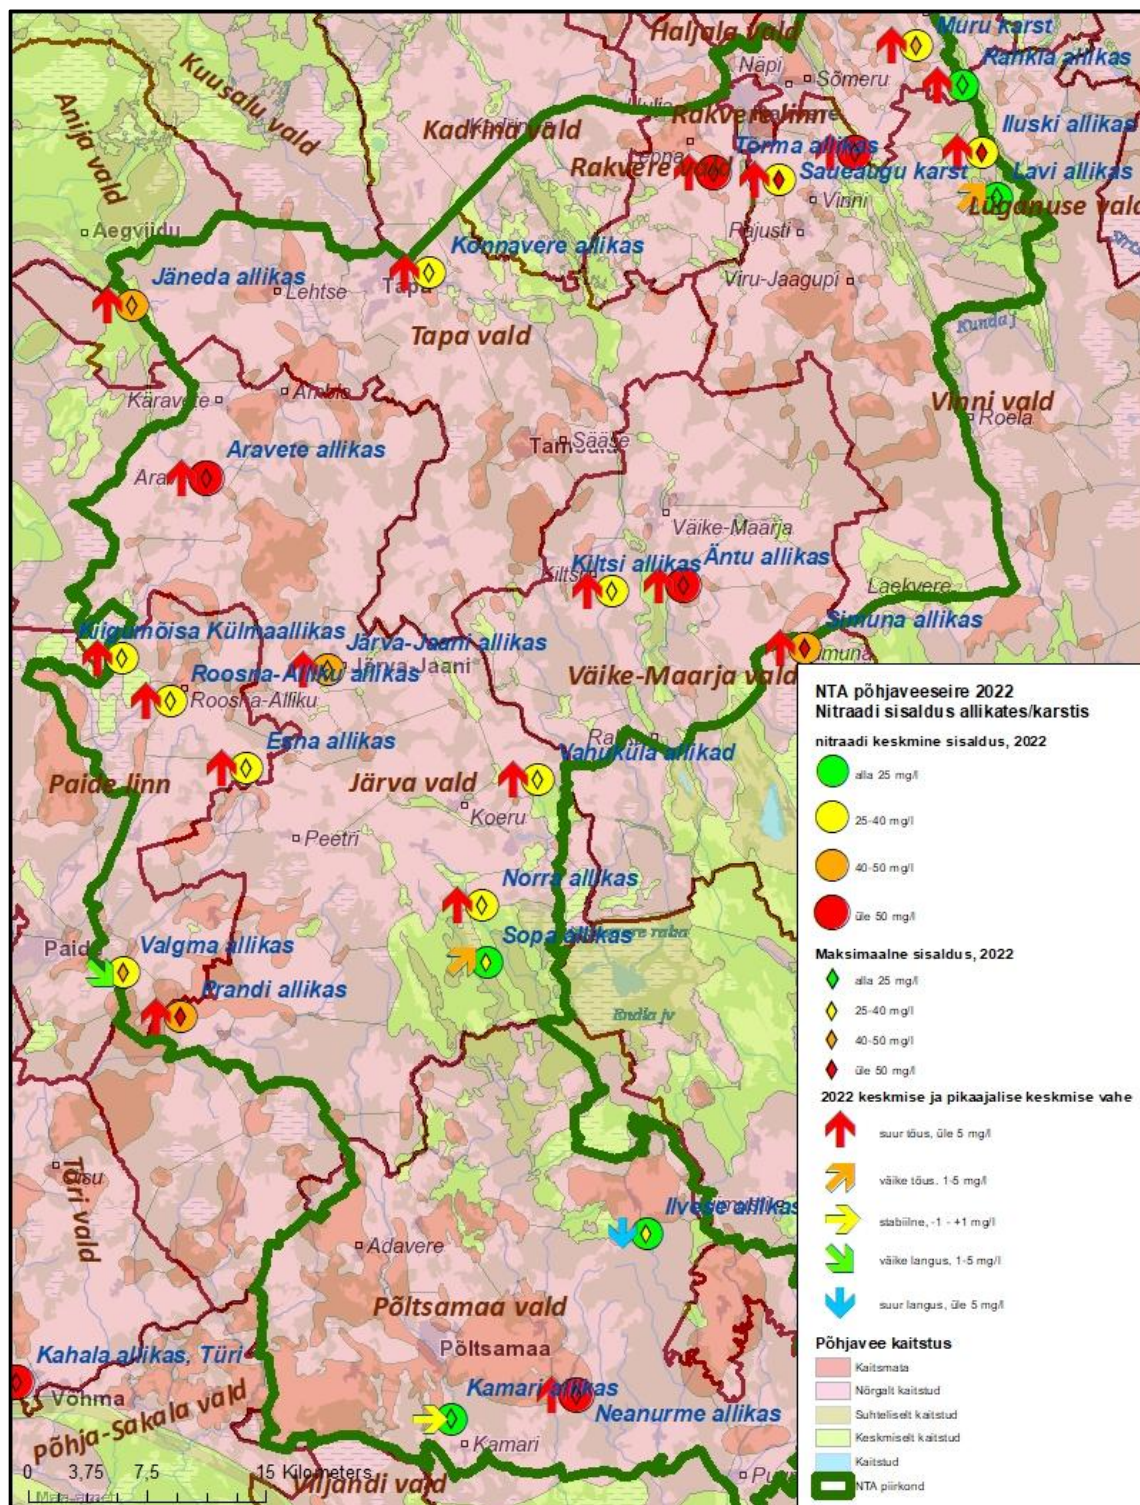 Haljala vald
Muru karst
Näpi
Sõmeru
Rahkla allikas
Kuusalu vald
Anija vald
Kadrina vald
Rakvere linn
Iluski allikas
Rakvere vald
Tõrma allikas
Saueaugu karst
Lavi allikas
Vinni
Lüganuse vald
Aegviidu
Rajusti
Kõnnavere allikas
Jäneda allikas
Lehtse
Tapa
Viru-Jaagupi
Tapa vald
Kunda j
Käravete
Ambla
Vinni vald
Roela
Sääse
Aravete allikas
Väike-Maarja
Kiltsi allikas
Äntu allikas
Kiltsi
Laekvere
Simuna allikas
Kiigumõisa Külmaallikas
Järva-Jaani allikas
Järva-Jaani
Roosna-Alliku allikas
Roosna-Alliku
Väike-Maarja vald
Esna allikas
Vahuküla allikad
Paide linn
Järva vald
Koeru
Peetri
Norra allikas
Sopa allikas
Paide
Valgma allikas
Prandi allikas
Endla jv
Türi vald
Ilvese allikas
Adavere
Põltsamaa vald
Põltsamaa
Kahala allikas, Türi
Võhma
Kamari allikas
Neanurme allikas
Põhja-Sakala vald
Kamari
Viljandi vald
0 3,75 7,5 15 Kilometers
Maa-amet
NTA põhjaveeseire 2022
Nitraadi sisaldus allikates/karstis
nitraadi keskmine sisaldus, 2022
alla 25 mg/l
25-40 mg/l
40-50 mg/l
üle 50 mg/l
Maksimaalne sisaldus, 2022
alla 25 mg/l
25-40 mg/l
40-50 mg/l
üle 50 mg/l
2022 keskmise ja pikaajalise keskmise vahe
suur tõus, üle 5 mg/l
väike tõus. 1-5 mg/l
stabiilne, -1 - +1 mg/l
väike langus, 1-5 mg/l
suur langus, üle 5 mg/l
Põhjavee kaitstus
Kaitsmata
Nõrgalt kaitstud
Suhteliselt kaitstud
Keskmiselt kaitstud
Kaitstud
NTA piirkond